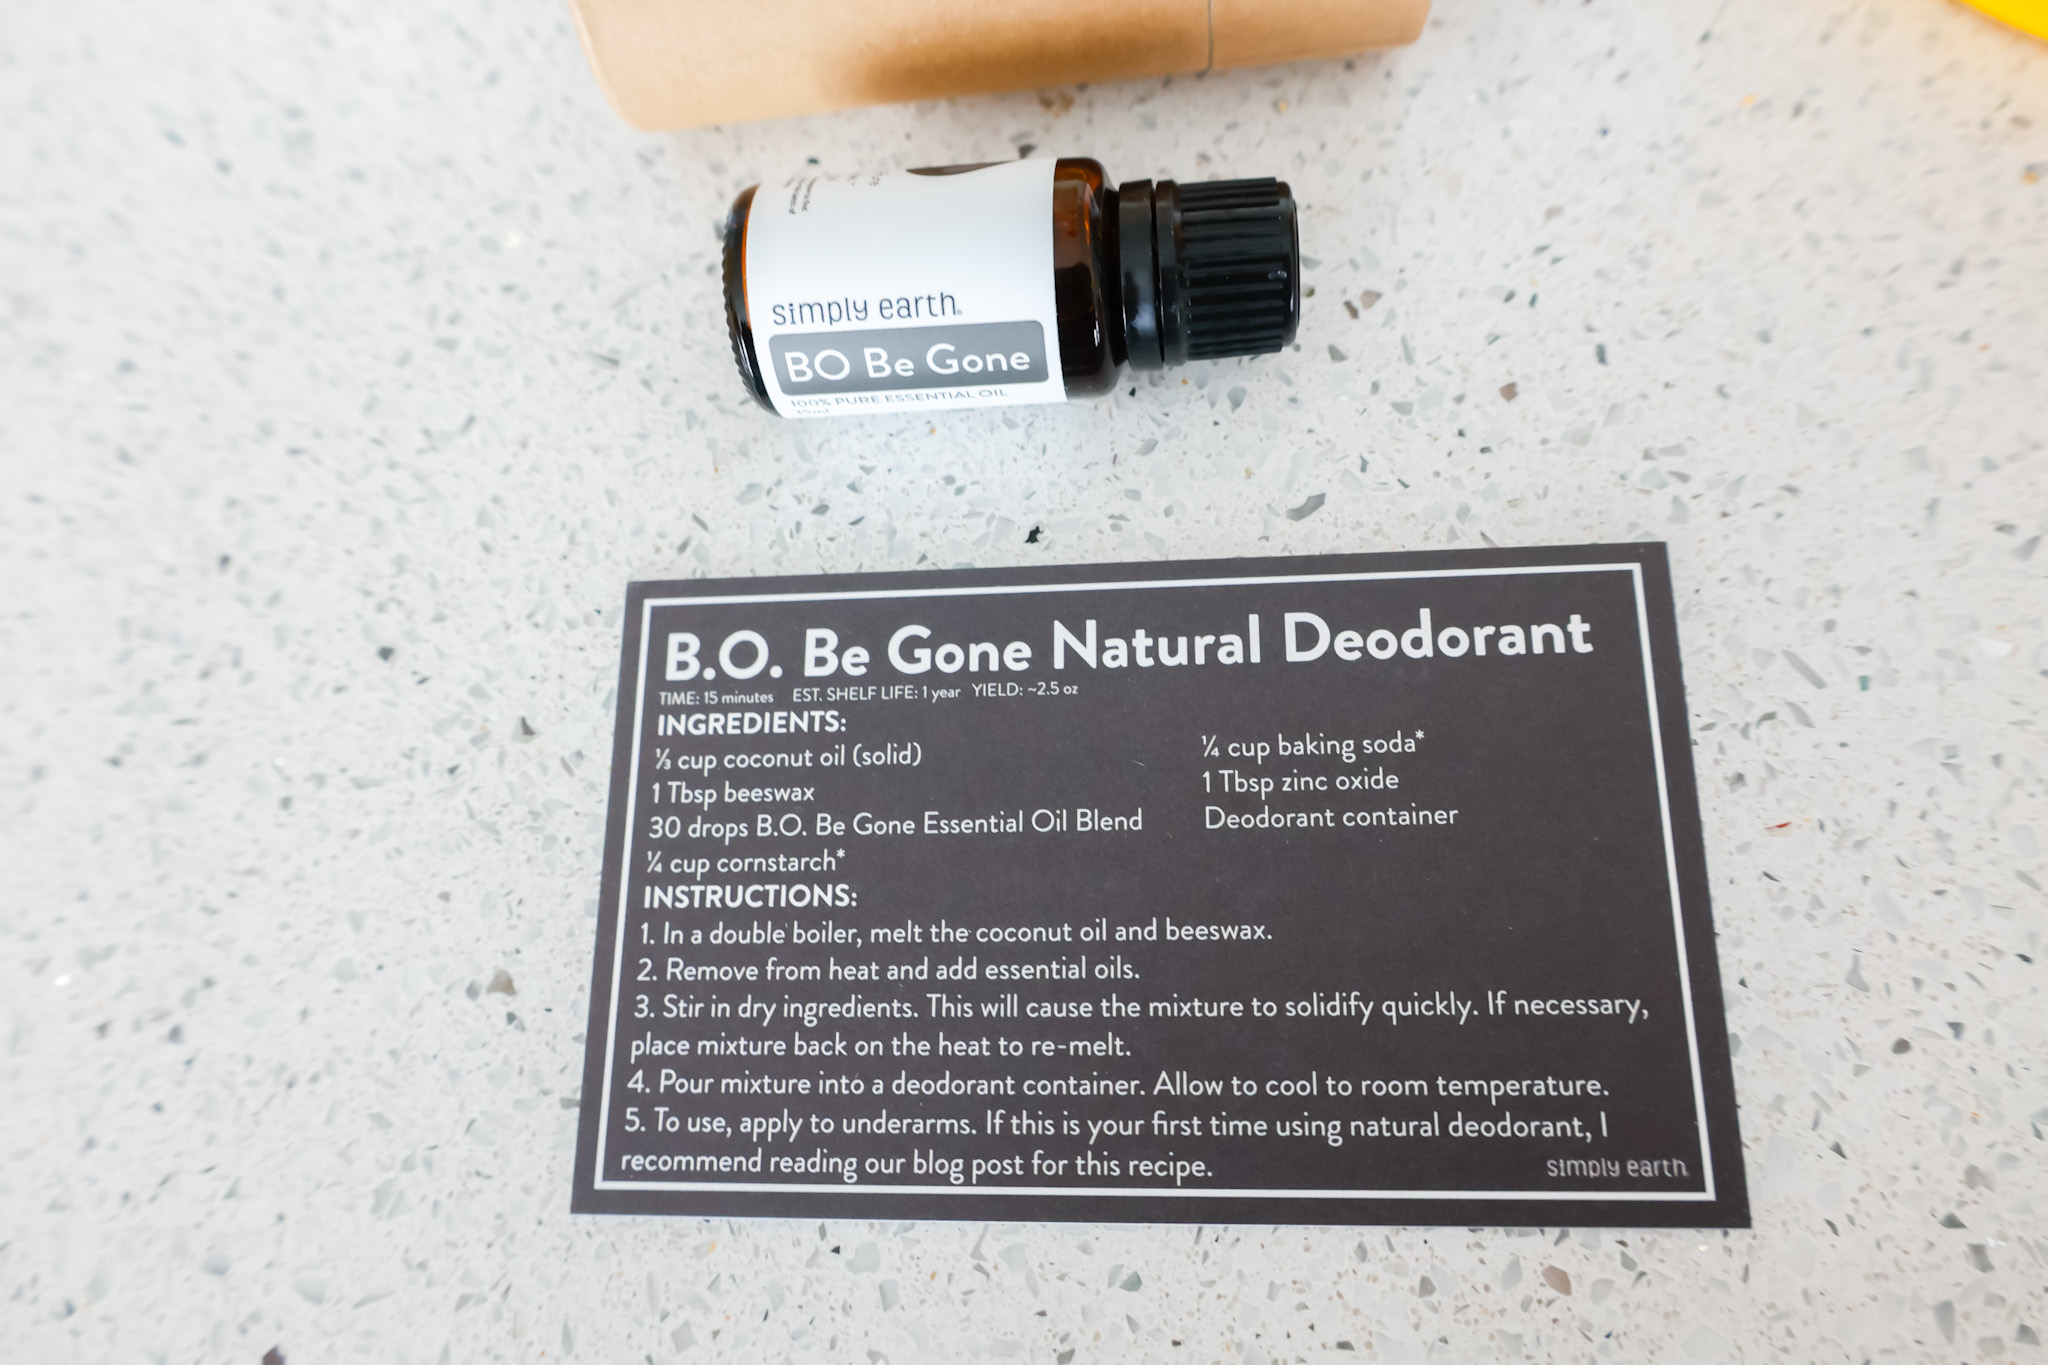 simply earth
BO Be Gone
100% PURE ESSENTIAL OIL
15ml
B.O. Be Gone Natural Deodorant
TIME: 15 minutes EST. SHELF LIFE: 1 year YIELD: ~2.5 oz
INGREDIENTS:
⅓ cup coconut oil (solid)
1 Tbsp beeswax
30 drops B.O. Be Gone Essential Oil Blend
¼ cup cornstarch*
¼ cup baking soda*
1 Tbsp zinc oxide
Deodorant container
INSTRUCTIONS:
1. In a double boiler, melt the coconut oil and beeswax.
2. Remove from heat and add essential oils.
3. Stir in dry ingredients. This will cause the mixture to solidify quickly. If necessary,
place mixture back on the heat to re-melt.
4. Pour mixture into a deodorant container. Allow to cool to room temperature.
5. To use, apply to underarms. If this is your first time using natural deodorant, I
recommend reading our blog post for this recipe.
simply earth